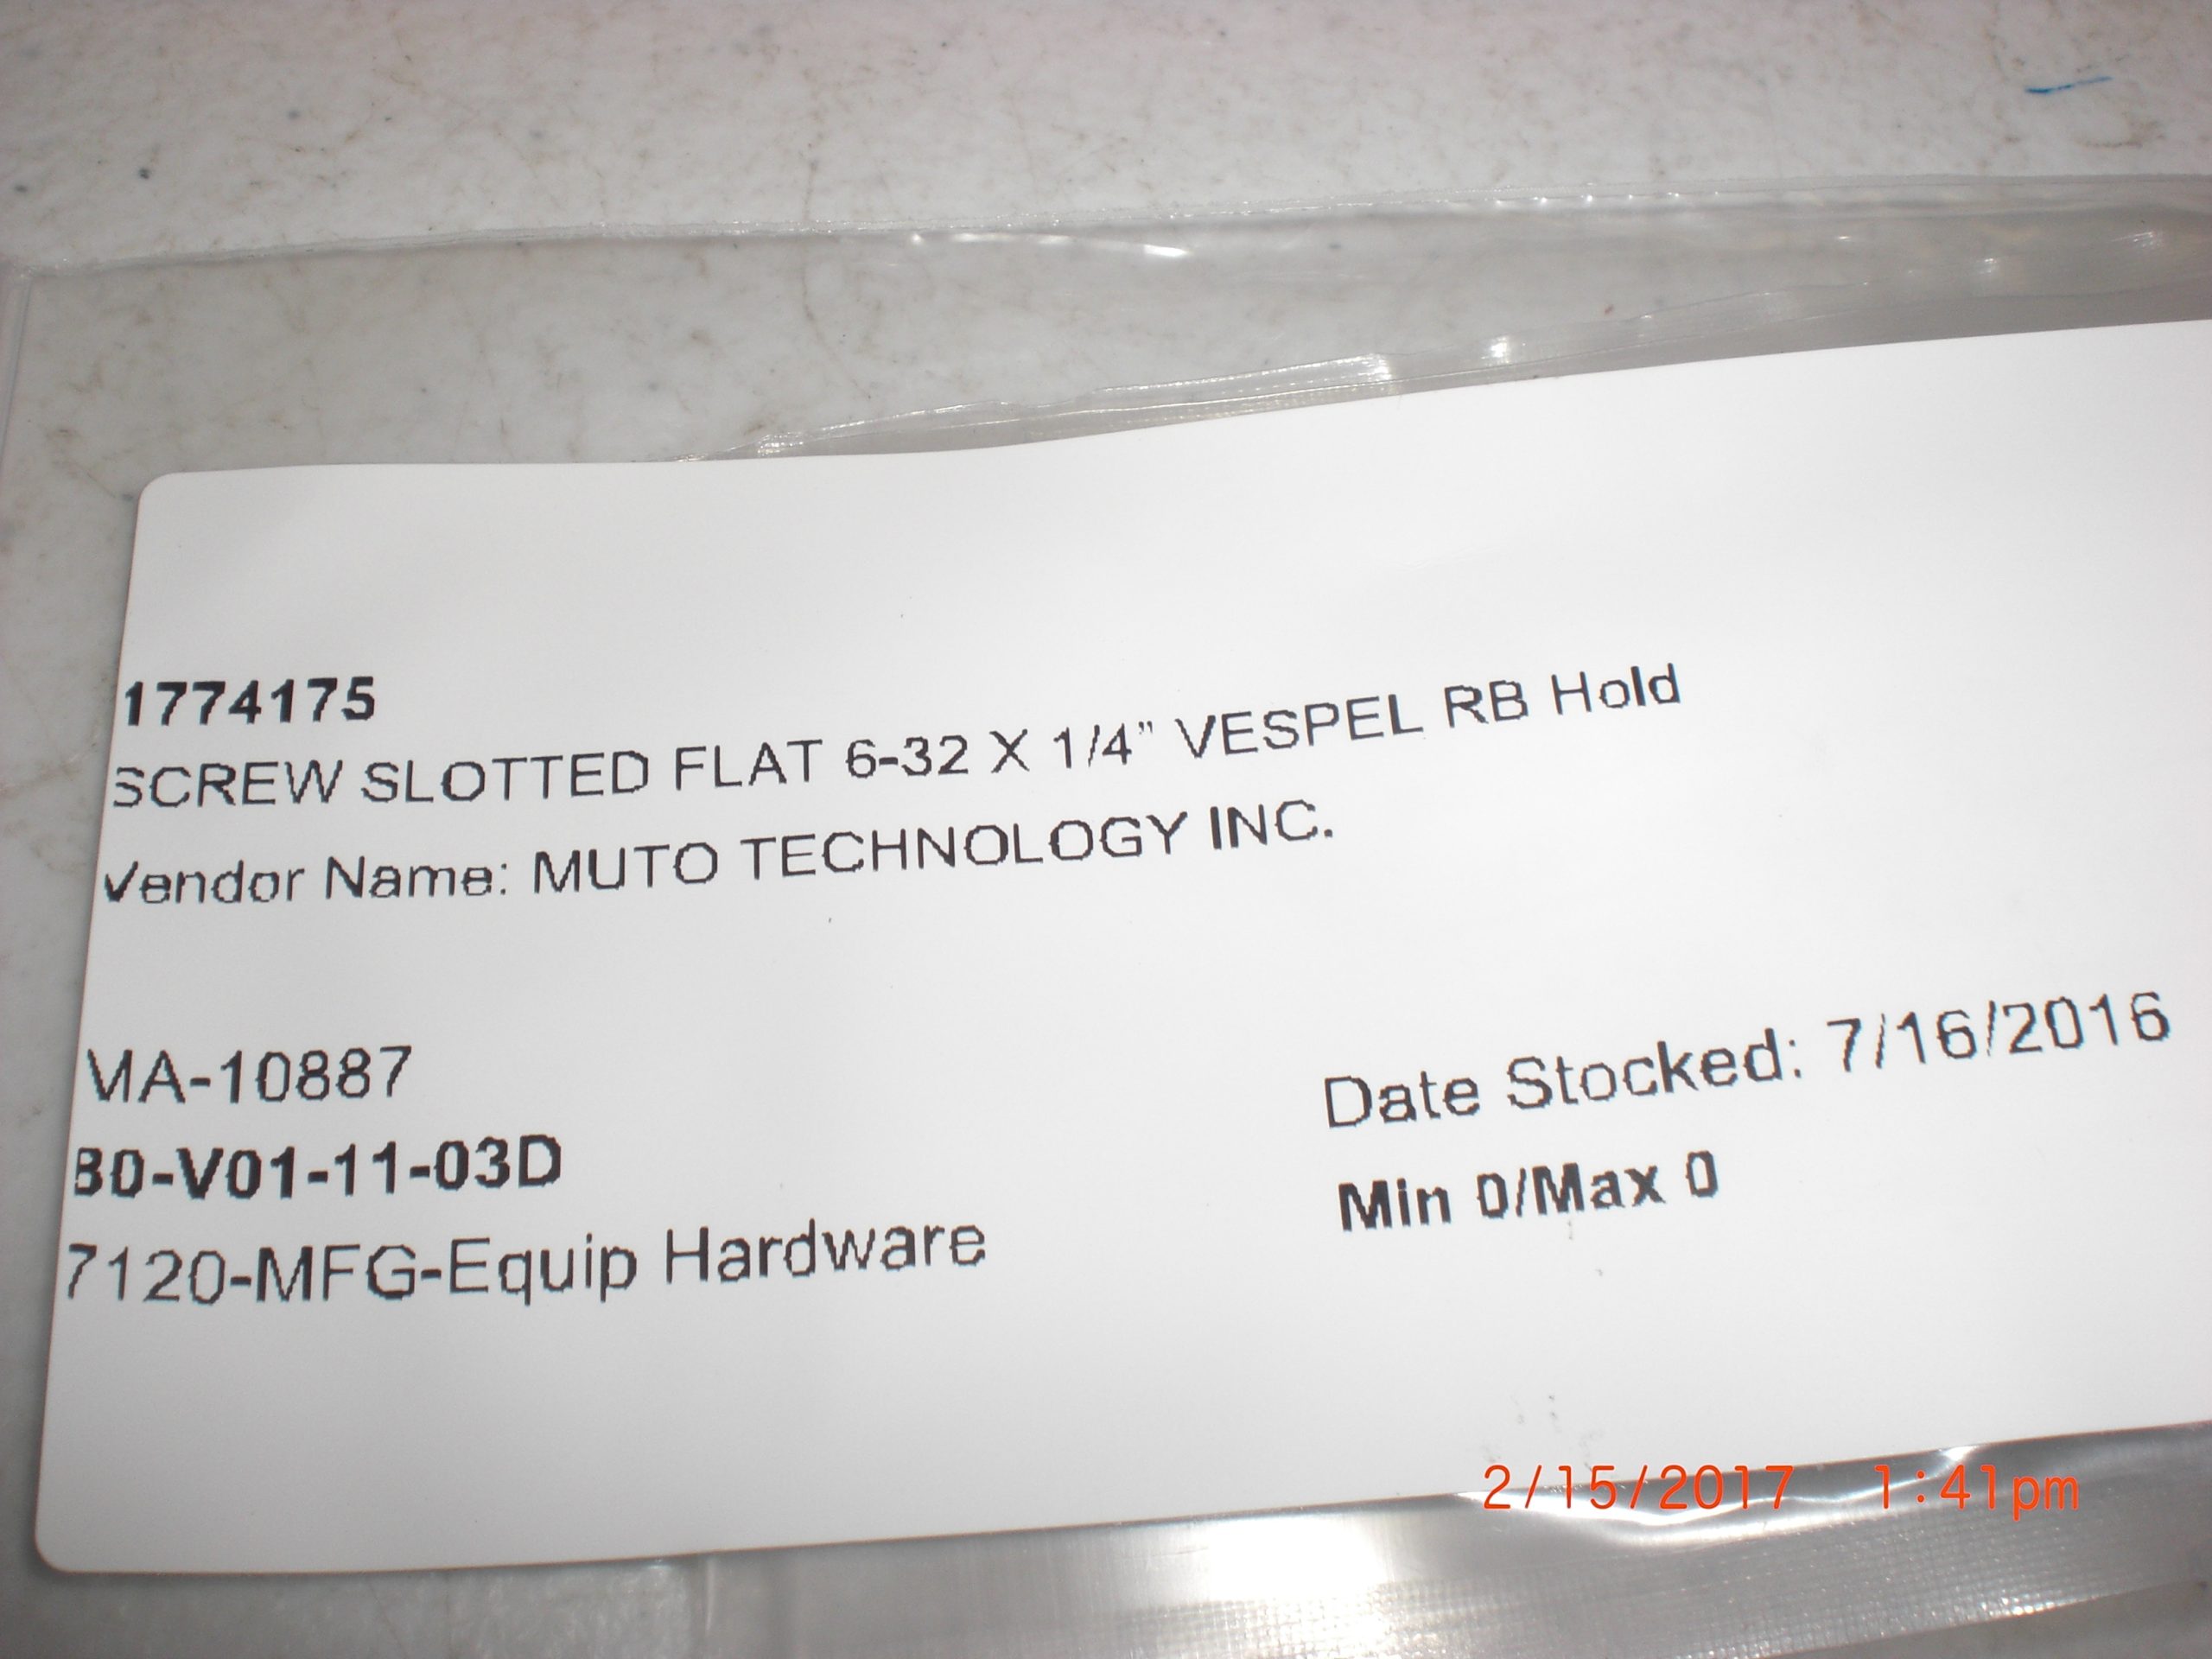 1774175
SCREW SLOTTED FLAT 6-32 X 1/4" VESPEL RB Hold
Vendor Name: MUTO TECHNOLOGY INC.
MA-10887
Date Stocked: 7/16/2016
B0-V01-11-03D
Min 0/Max 0
7120-MFG-Equip Hardware
2/15/2017 1:41pm